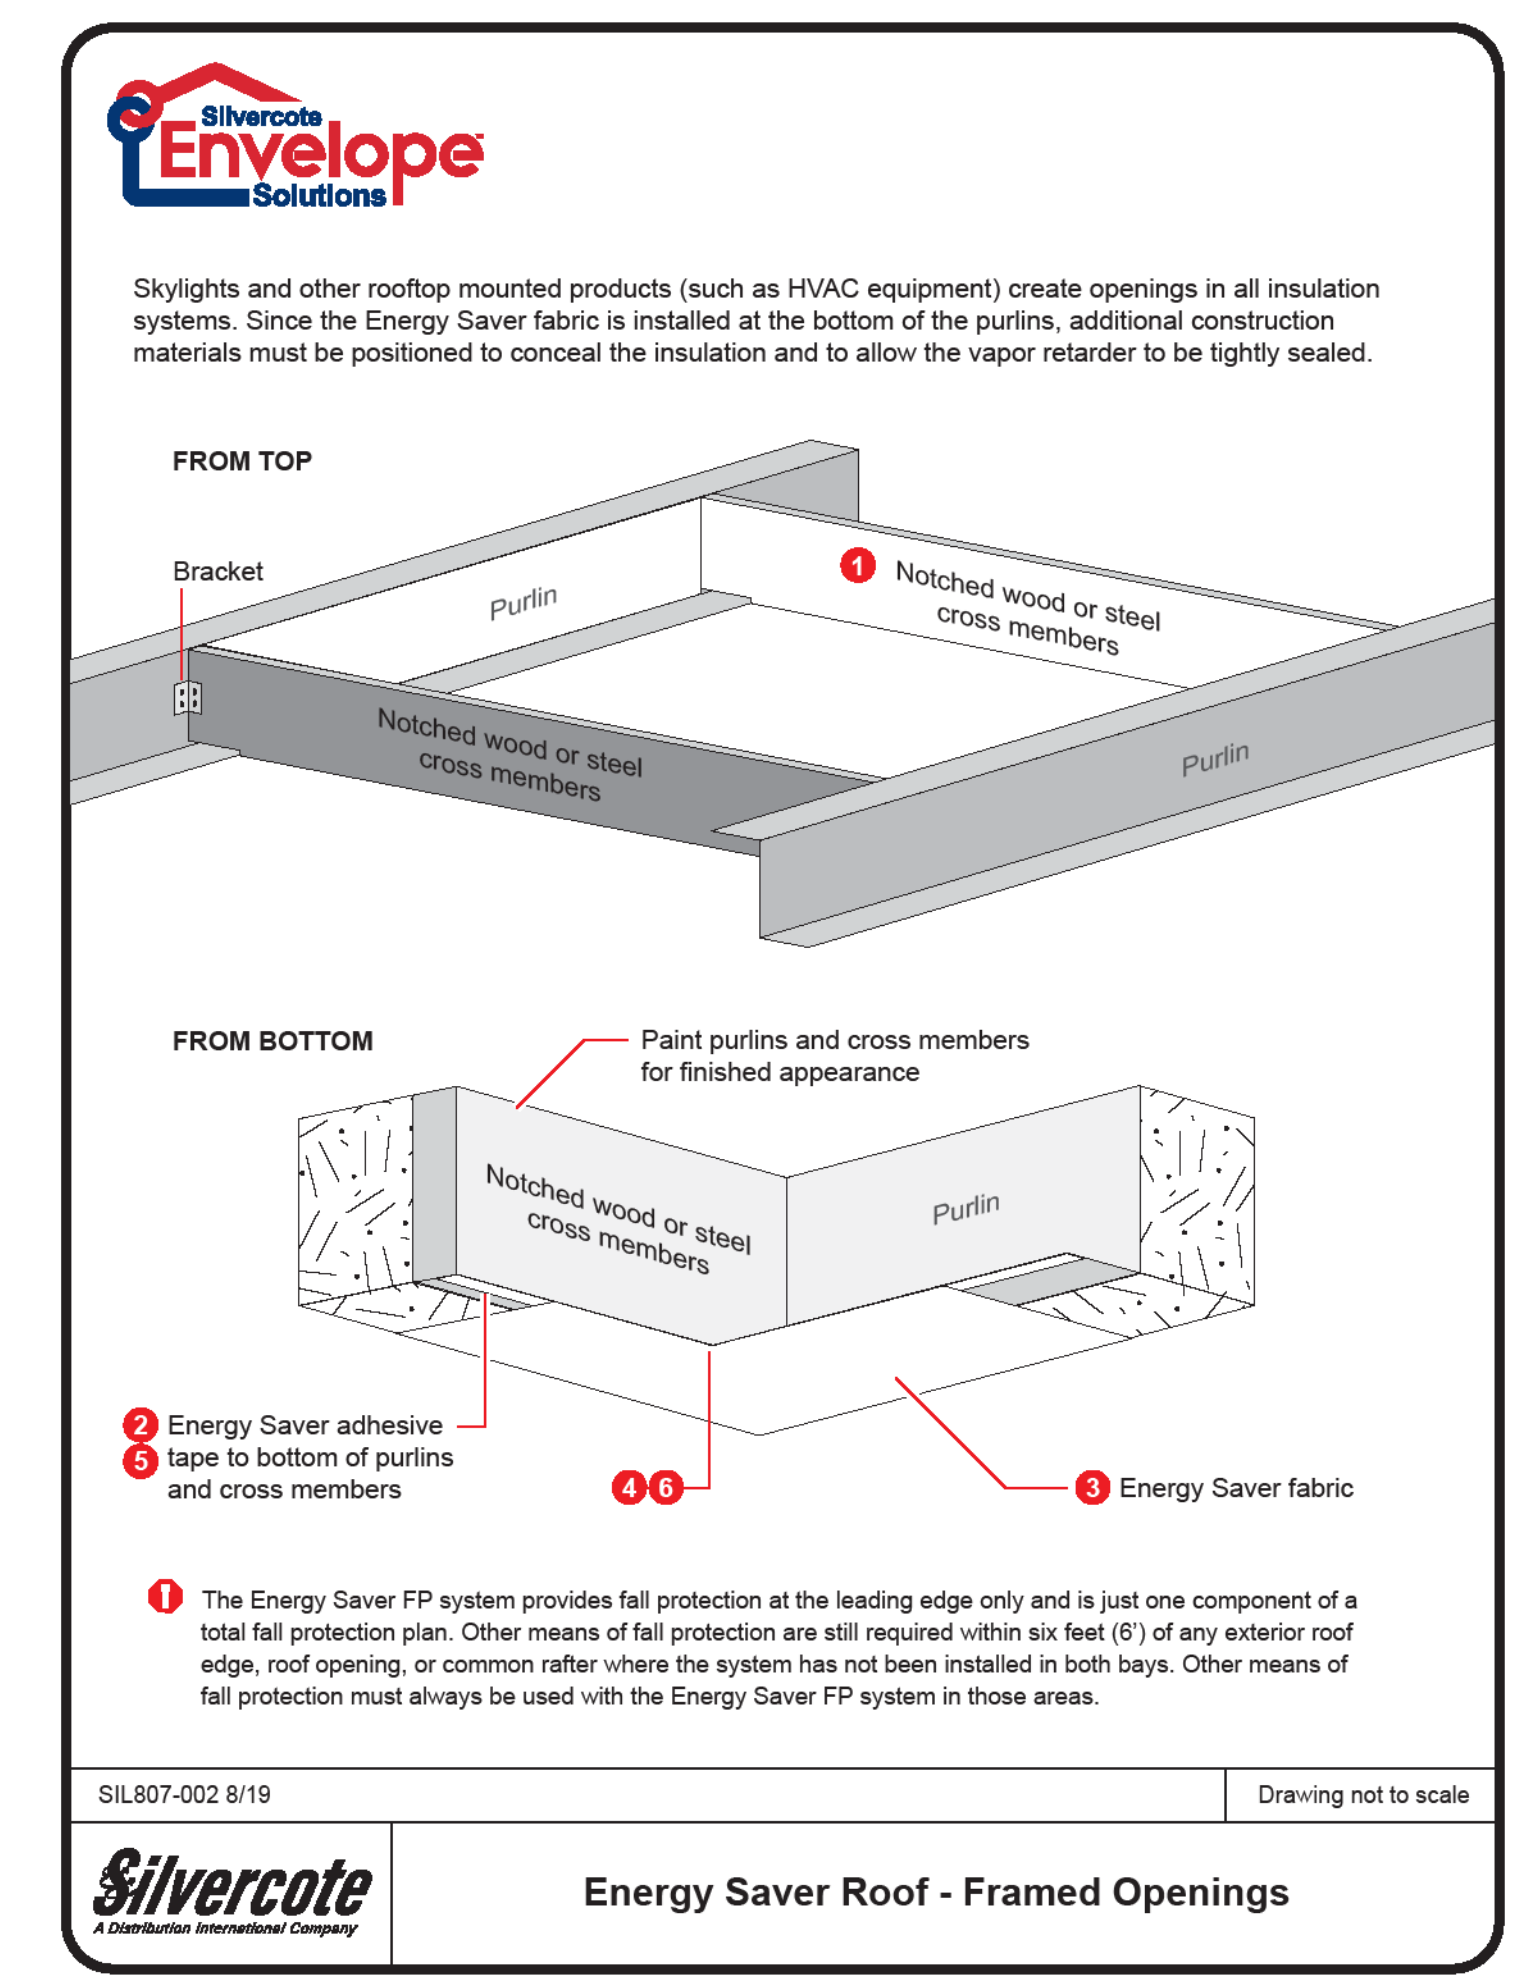 Silvercote
Envelope
Solutions
Skylights and other rooftop mounted products (such as HVAC equipment) create openings in all insulation
systems. Since the Energy Saver fabric is installed at the bottom of the purlins, additional construction
materials must be positioned to conceal the insulation and to allow the vapor retarder to be tightly sealed.
FROM TOP
Bracket
Purlin
1 Notched wood or steel
cross members
Notched wood or steel
cross members
Purlin
FROM BOTTOM
Paint purlins and cross members
for finished appearance
Notched wood or steel
cross members
Purlin
2 Energy Saver adhesive
5 tape to bottom of purlins
and cross members
4 6
3 Energy Saver fabric
The Energy Saver FP system provides fall protection at the leading edge only and is just one component of a
total fall protection plan. Other means of fall protection are still required within six feet (6') of any exterior roof
edge, roof opening, or common rafter where the system has not been installed in both bays. Other means of
fall protection must always be used with the Energy Saver FP system in those areas.
SIL807-002 8/19
Drawing not to scale
Silvercote
A Distribution International Company
Energy Saver Roof - Framed Openings